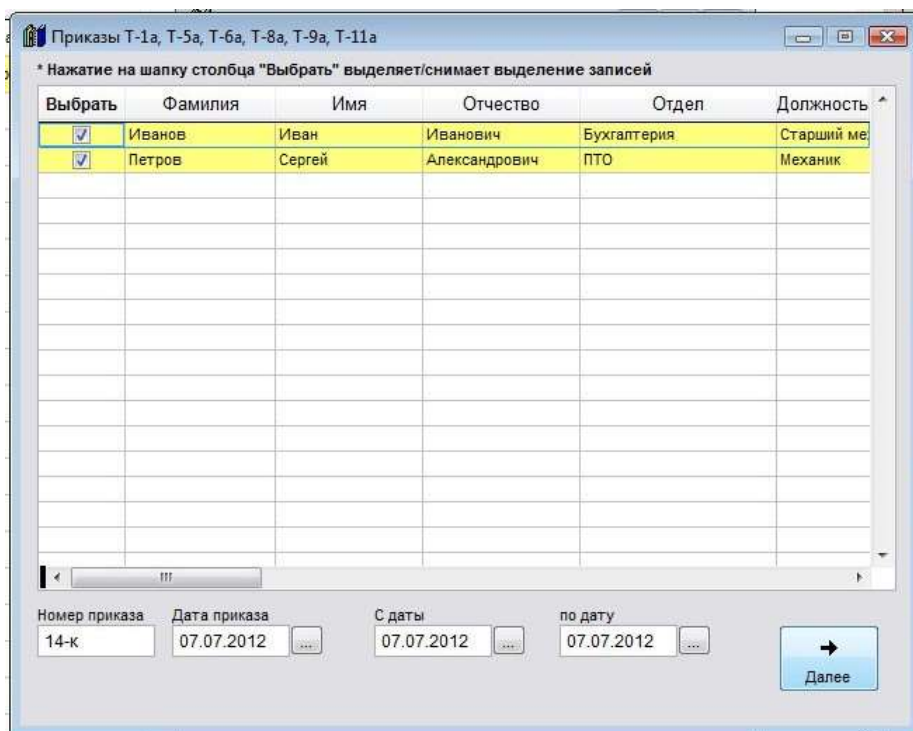 Приказы Т-1а, Т-5а, Т-6а, Т-8а, Т-9а, Т-11а
* Нажатие на шапку столбца "Выбрать" выделяет/снимает выделение записей
Выбрать Фамилия Имя Отчество Отдел Должность
Иванов Иван Иванович Бухгалтерия Старший ме
Петров Сергей Александрович ПТО Механик
Номер приказа Дата приказа С даты по дату
14-к 07.07.2012 ... 07.07.2012 ... 07.07.2012 ...
Далее